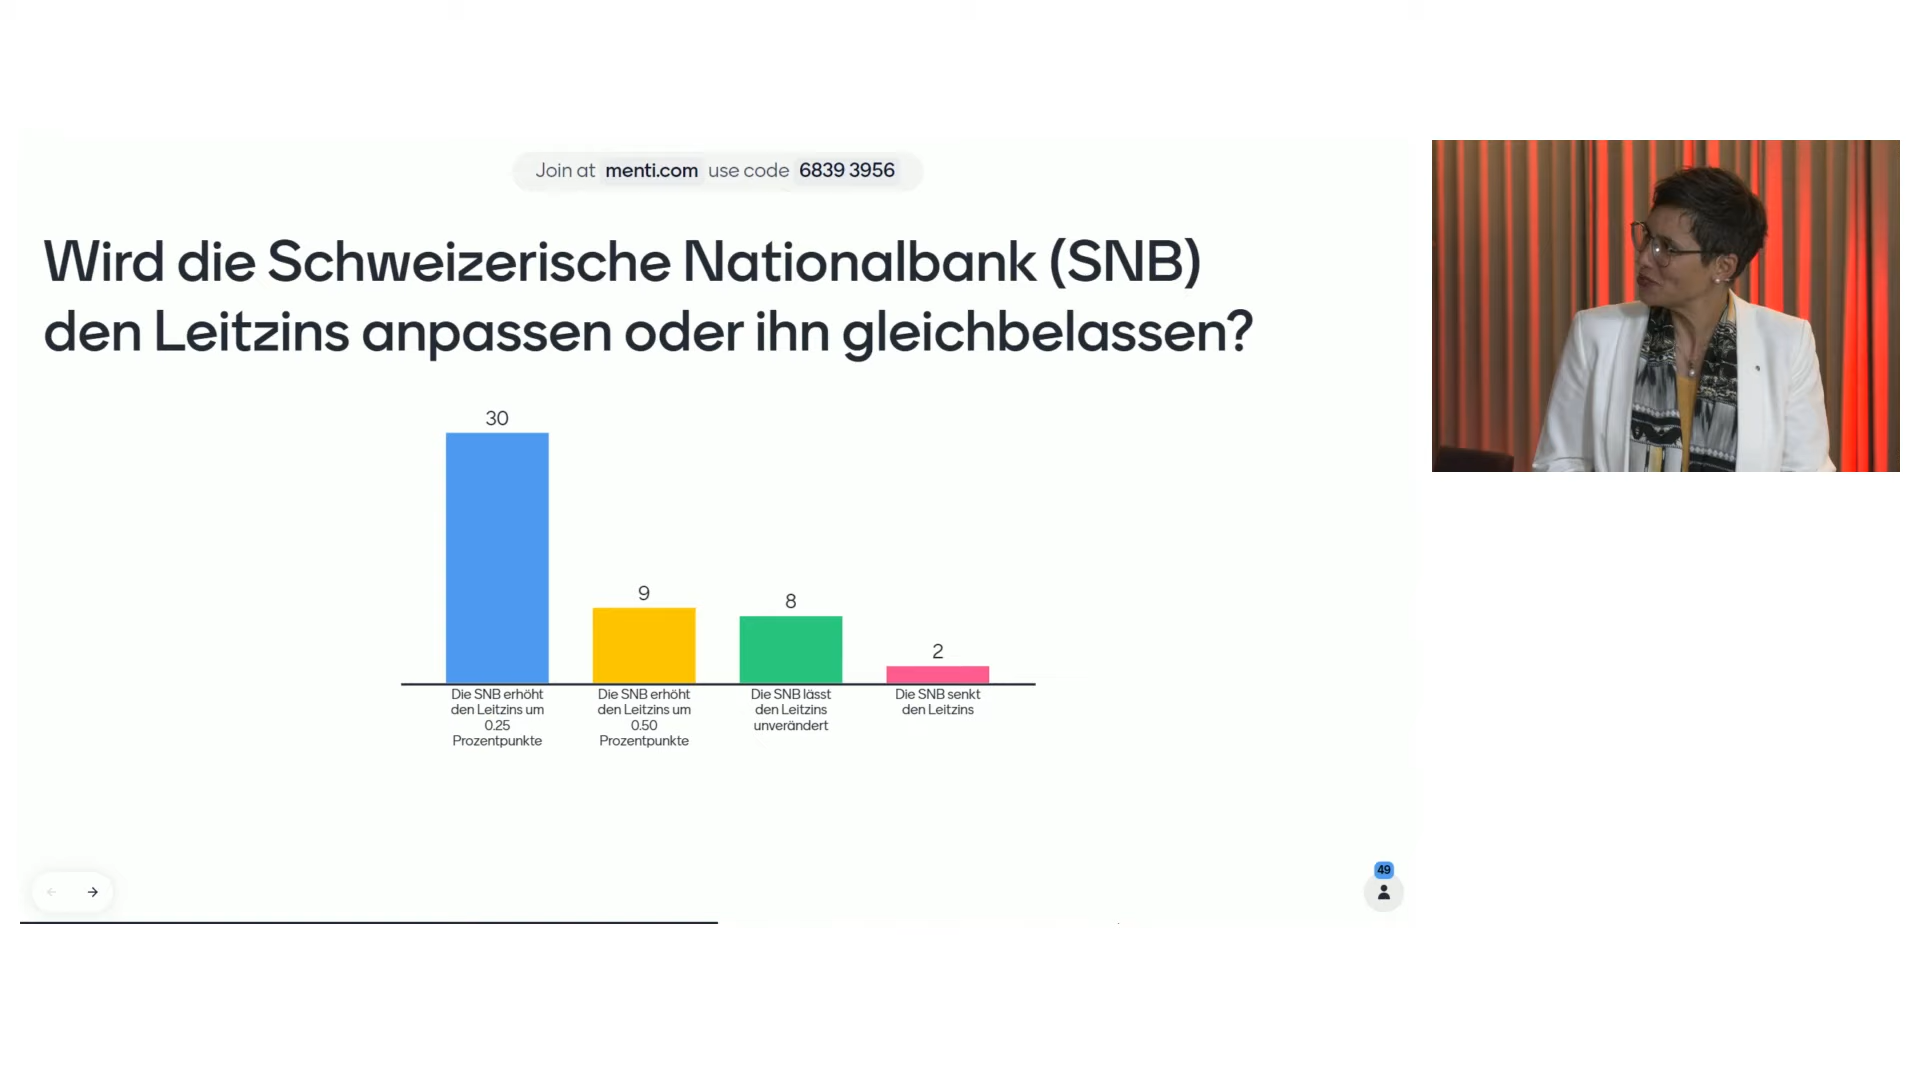 Join at menti.com use code 6839 3956
Wird die Schweizerische Nationalbank (SNB)
den Leitzins anpassen oder ihn gleichbelassen?
30
9
8
2
Die SNB erhöht
den Leitzins um
0.25
Prozentpunkte
Die SNB erhöht
den Leitzins um
0.50
Prozentpunkte
Die SNB lässt
den Leitzins
unverändert
Die SNB senkt
den Leitzins
49